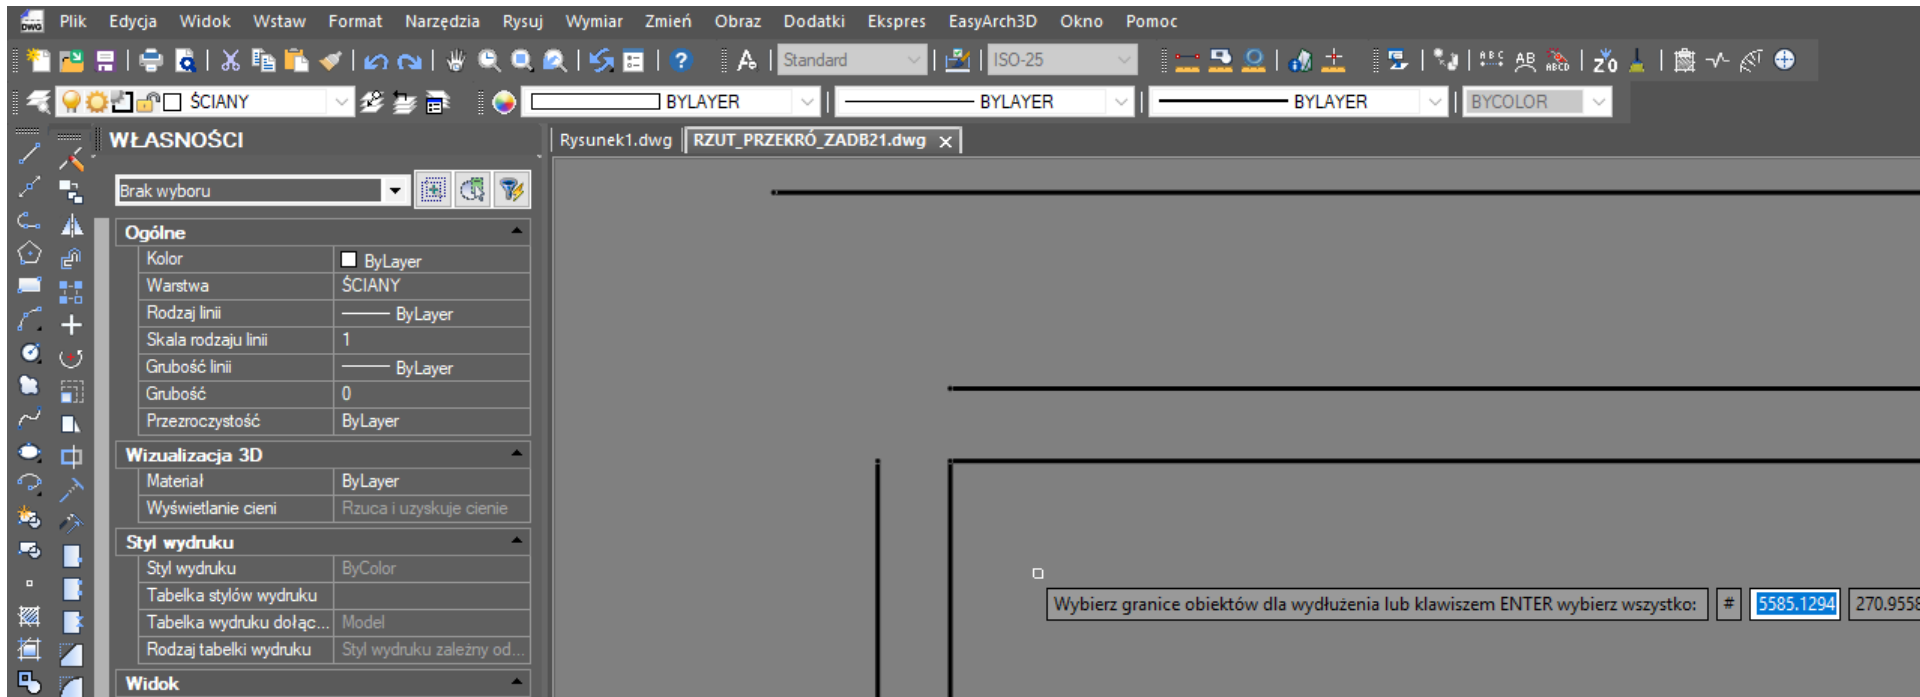 Plik Edycja Widok Wstaw Format Narzędzia Rysuj Wymiar Zmień Obraz Dodatki Ekspres EasyArch3D Okno Pomoc
Standard ISO-25
ŚCIANY BYLAYER BYLAYER BYLAYER BYCOLOR
WŁASNOŚCI
Rysunek1.dwg RZUT_PRZEKRÓ_ZADB21.dwg
Brak wyboru
Ogólne
Kolor ByLayer
Warstwa ŚCIANY
Rodzaj linii ByLayer
Skala rodzaju linii 1
Grubość linii ByLayer
Grubość 0
Przezroczystość ByLayer
Wizualizacja 3D
Materiał ByLayer
Wyświetlanie cieni Rzuca i uzyskuje cienie
Styl wydruku
Styl wydruku ByColor
Tabelka stylów wydruku
Tabelka wydruku dołąc...  Model
Rodzaj tabelki wydruku Styl wydruku zależny od...
Widok
Wybierz granice obiektów dla wydłużenia lub klawiszem ENTER wybierz wszystko: # 5585.1294 270.9558